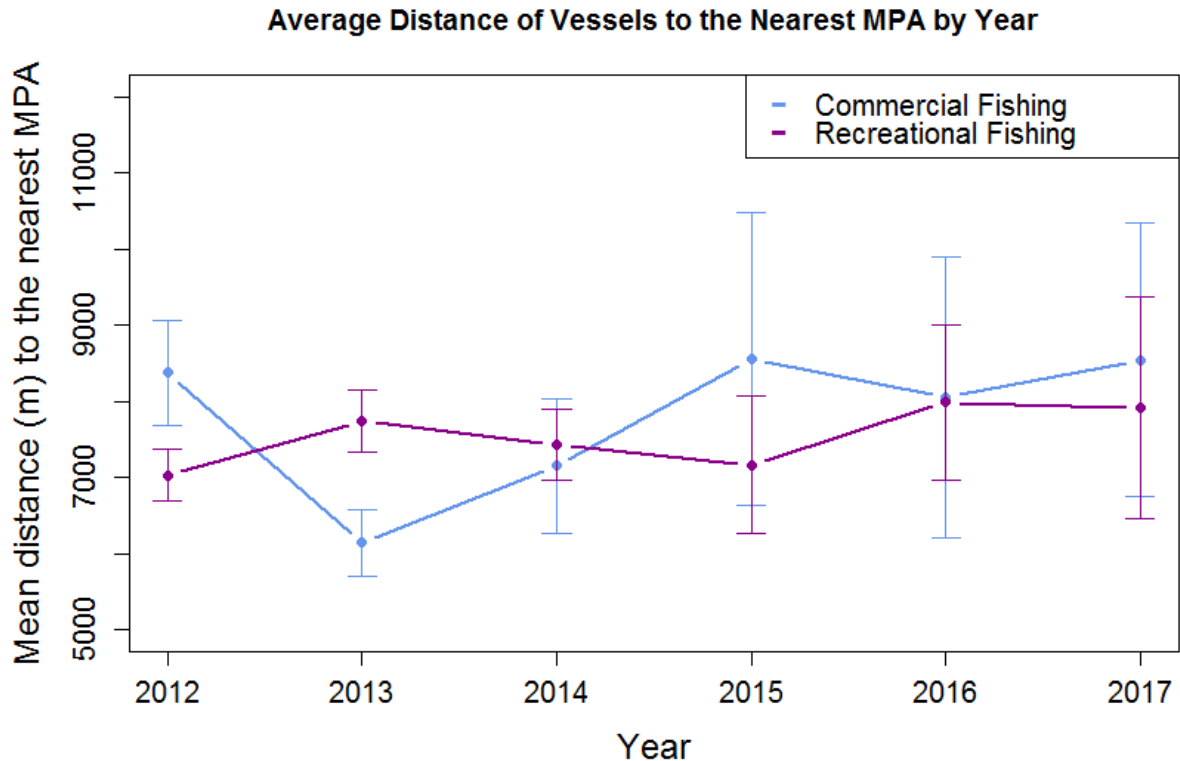 Average Distance of Vessels to the Nearest MPA by Year
Commercial Fishing
Recreational Fishing
Mean distance (m) to the nearest MPA
11000
9000
7000
5000
2012 2013 2014 2015 2016 2017
Year